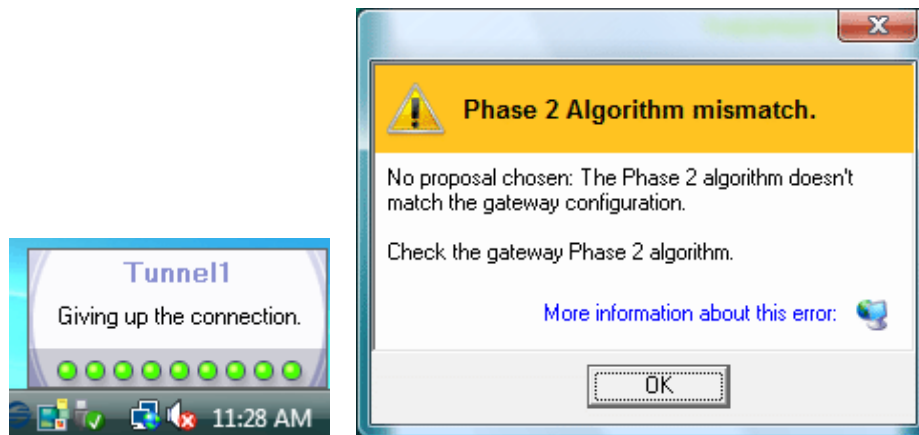 Tunnel1
Giving up the connection.
11:28 AM
Phase 2 Algorithm mismatch.
No proposal chosen: The Phase 2 algorithm doesn't
match the gateway configuration.
Check the gateway Phase 2 algorithm.
More information about this error:
OK